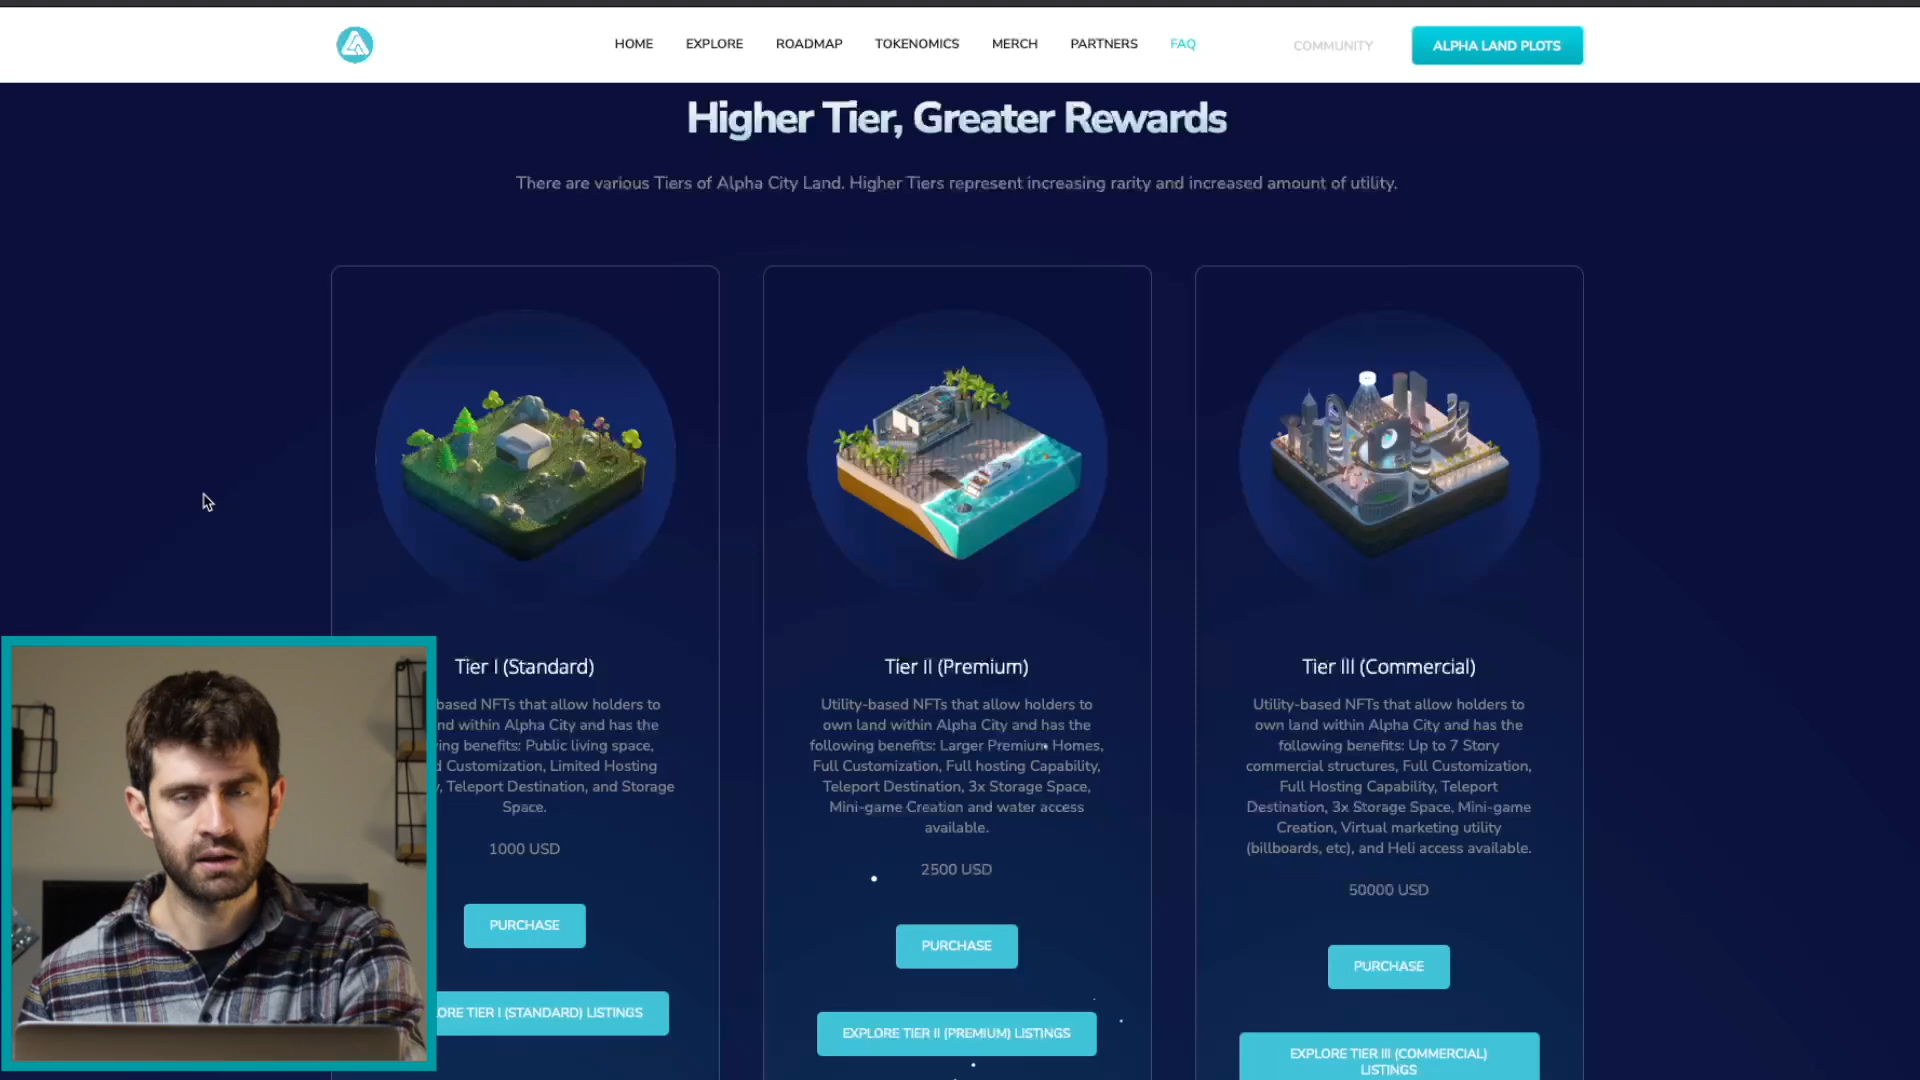 HOME EXPLORE ROADMAP TOKENOMICS MERCH PARTNERS FAQ COMMUNITY ALPHA LAND PLOTS
Higher Tier, Greater Rewards
There are various Tiers of Alpha City Land. Higher Tiers represent increasing rarity and increased amount of utility.
Tier I (Standard)
based NFTs that allow holders to
within Alpha City and has the
benefits: Public living space,
Customization, Limited Hosting
Teleport Destination, and Storage
Space.
1000 USD
PURCHASE
TIER I (STANDARD) LISTINGS
Tier II (Premium)
Utility-based NFTs that allow holders to
own land within Alpha City and has the
following benefits: Larger Premium Homes,
Full Customization, Full hosting Capability,
Teleport Destination, 3x Storage Space,
Mini-game Creation and water access
available.
2500 USD
PURCHASE
EXPLORE TIER II (PREMIUM) LISTINGS
Tier III (Commercial)
Utility-based NFTs that allow holders to
own land within Alpha City and has the
following benefits: Up to 7 Story
commercial structures, Full Customization,
Full Hosting Capability, Teleport
Destination, 3x Storage Space, Mini-game
Creation, Virtual marketing utility
(billboards, etc), and Heli access available.
50000 USD
PURCHASE
EXPLORE TIER III (COMMERCIAL)
LISTINGS